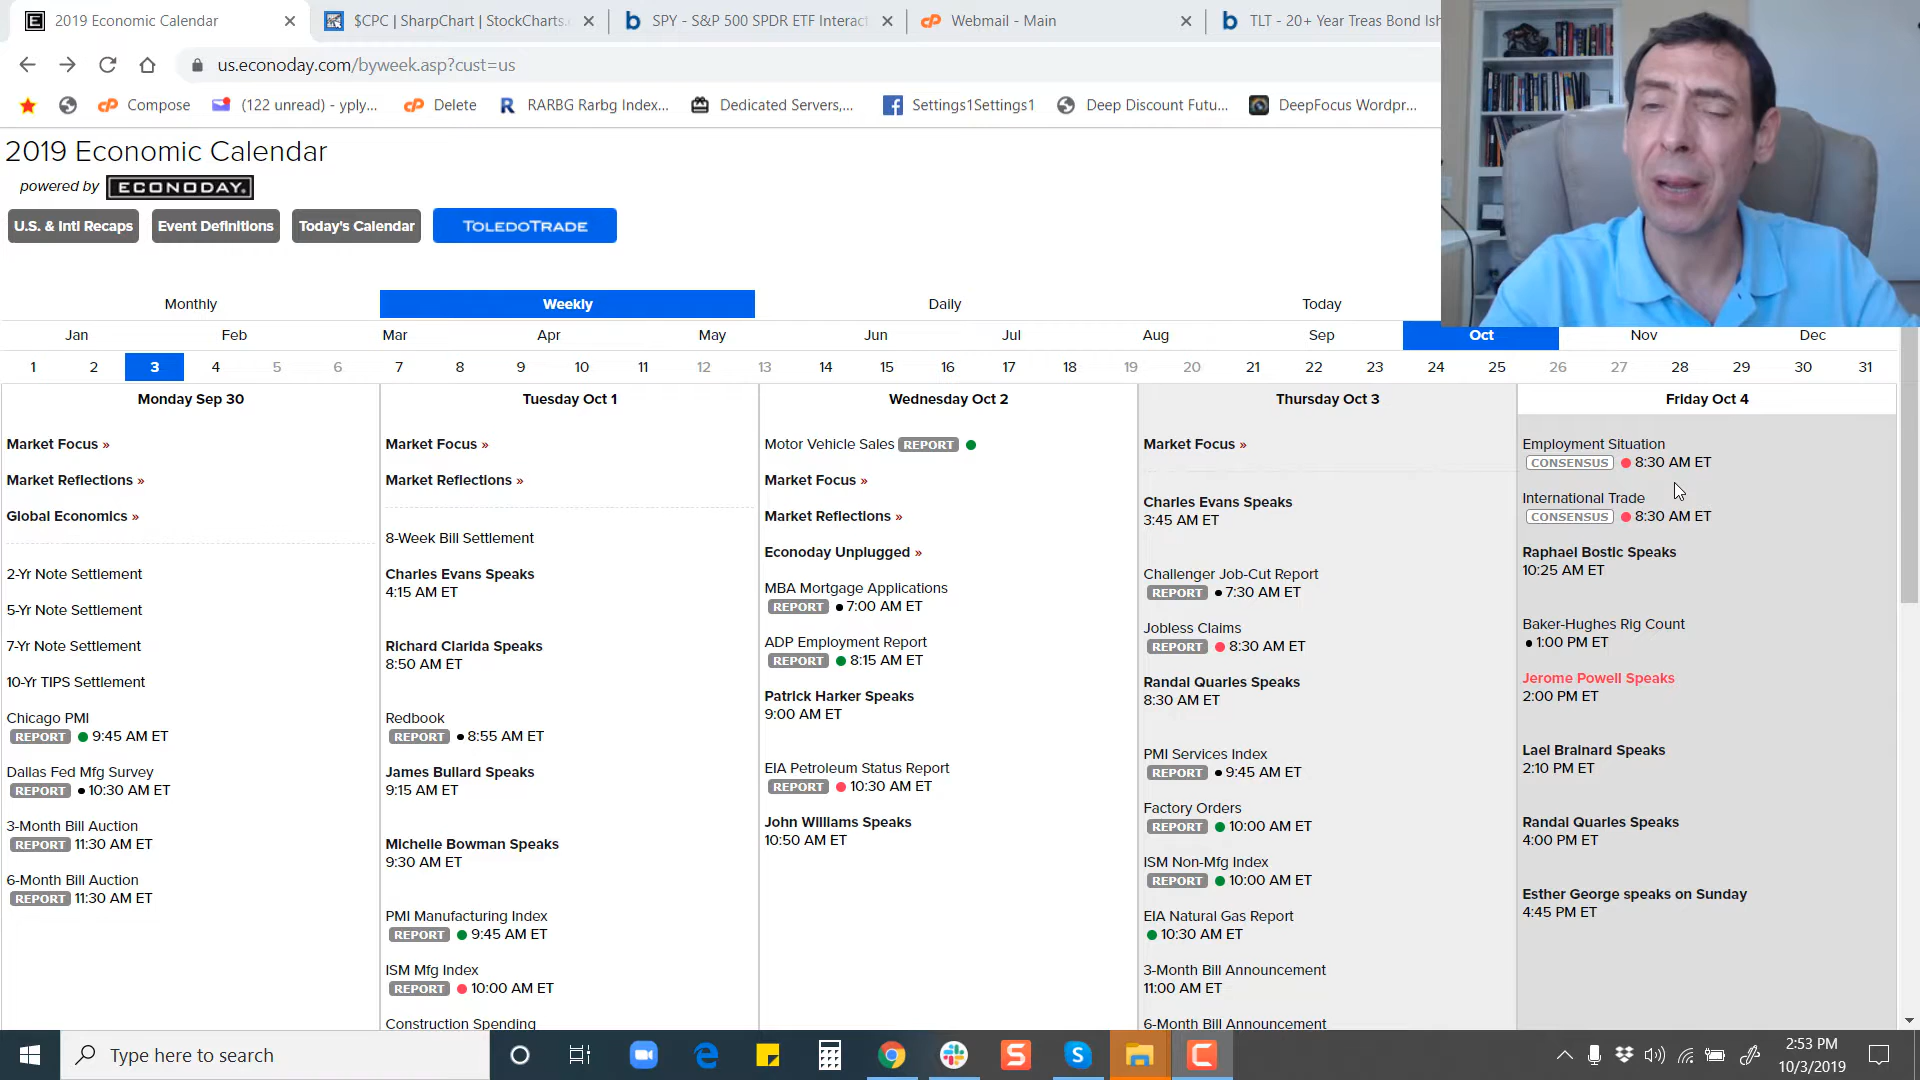 2019 Economic Calendar
$CPC | SharpChart | StockCharts.c
SPY - S&P 500 SPDR ETF Interac
Webmail - Main
TLT - 20+ Year Treas Bond Ish
us.econoday.com/byweek.asp?cust=us
Compose
(122 unread) - yply...
Delete
RARBG Rarbg Index...
Dedicated Servers,...
Settings1Settings1
Deep Discount Futu...
DeepFocus Wordpr...
2019 Economic Calendar
powered by ECONODAY
U.S. & Intl Recaps
Event Definitions
Today's Calendar
TOLEDOTRADE
Monthly Weekly Daily Today
Jan Feb Mar Apr May Jun Jul Aug Sep Oct Nov Dec
1 2 3 4 5 6 7 8 9 10 11 12 13 14 15 16 17 18 19 20 21 22 23 24 25 26 27 28 29 30 31
Monday Sep 30
Market Focus »
Market Reflections »
Global Economics »
2-Yr Note Settlement
5-Yr Note Settlement
7-Yr Note Settlement
10-Yr TIPS Settlement
Chicago PMI
REPORT 9:45 AM ET
Dallas Fed Mfg Survey
REPORT 10:30 AM ET
3-Month Bill Auction
REPORT 11:30 AM ET
6-Month Bill Auction
REPORT 11:30 AM ET
Tuesday Oct 1
Market Focus »
Market Reflections »
8-Week Bill Settlement
Charles Evans Speaks
4:15 AM ET
Richard Clarida Speaks
8:50 AM ET
Redbook
REPORT 8:55 AM ET
James Bullard Speaks
9:15 AM ET
Michelle Bowman Speaks
9:30 AM ET
PMI Manufacturing Index
REPORT 9:45 AM ET
ISM Mfg Index
REPORT 10:00 AM ET
Construction Spending
Wednesday Oct 2
Motor Vehicle Sales REPORT
Market Focus »
Market Reflections »
Econoday Unplugged »
MBA Mortgage Applications
REPORT 7:00 AM ET
ADP Employment Report
REPORT 8:15 AM ET
Patrick Harker Speaks
9:00 AM ET
EIA Petroleum Status Report
REPORT 10:30 AM ET
John Williams Speaks
10:50 AM ET
Thursday Oct 3
Market Focus »
Charles Evans Speaks
3:45 AM ET
Challenger Job-Cut Report
REPORT 7:30 AM ET
Jobless Claims
REPORT 8:30 AM ET
Randal Quarles Speaks
8:30 AM ET
PMI Services Index
REPORT 9:45 AM ET
Factory Orders
REPORT 10:00 AM ET
ISM Non-Mfg Index
REPORT 10:00 AM ET
EIA Natural Gas Report
10:30 AM ET
3-Month Bill Announcement
11:00 AM ET
6-Month Bill Announcement
Friday Oct 4
Employment Situation
CONSENSUS 8:30 AM ET
International Trade
CONSENSUS 8:30 AM ET
Raphael Bostic Speaks
10:25 AM ET
Baker-Hughes Rig Count
1:00 PM ET
Jerome Powell Speaks
2:00 PM ET
Lael Brainard Speaks
2:10 PM ET
Randal Quarles Speaks
4:00 PM ET
Esther George speaks on Sunday
4:45 PM ET
Type here to search
2:53 PM
10/3/2019